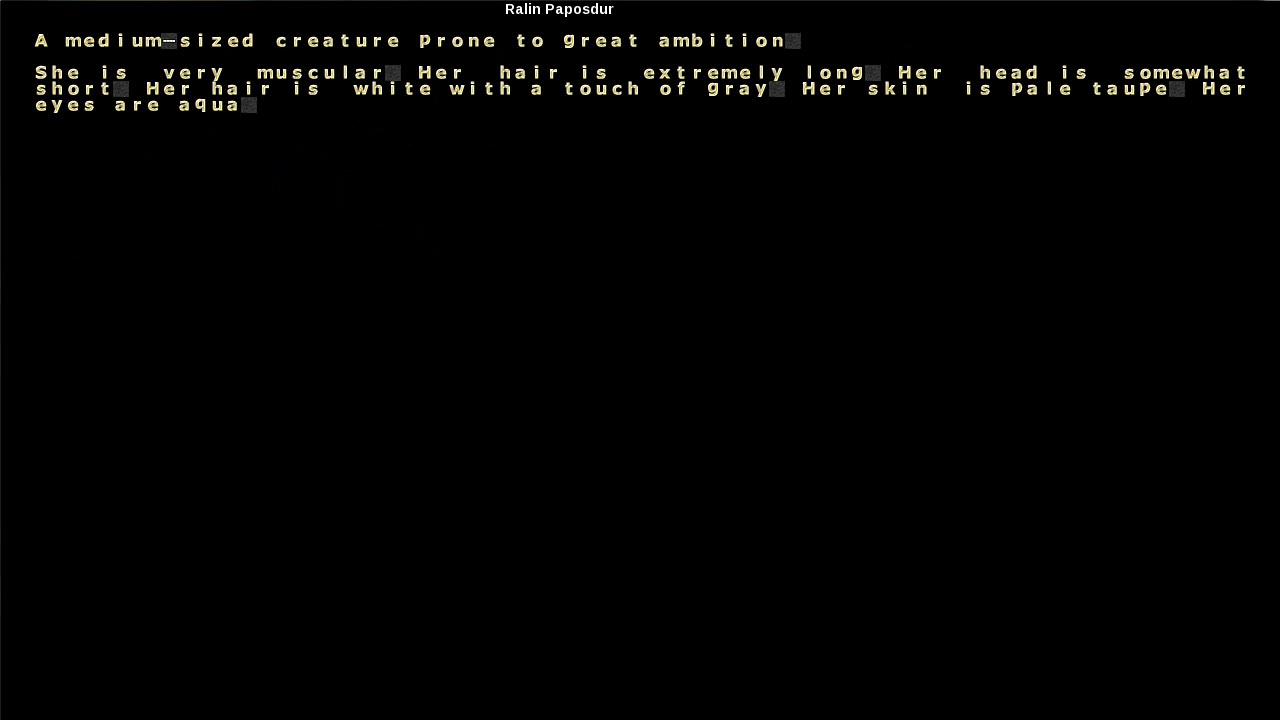 Ralin Paposdur
A medium-sized creature prone to great ambition
She is very muscular Her hair is extremely long Her head is somewhat
short Her hair is white with a touch of gray Her skin is pale taupe Her
eyes are aqua